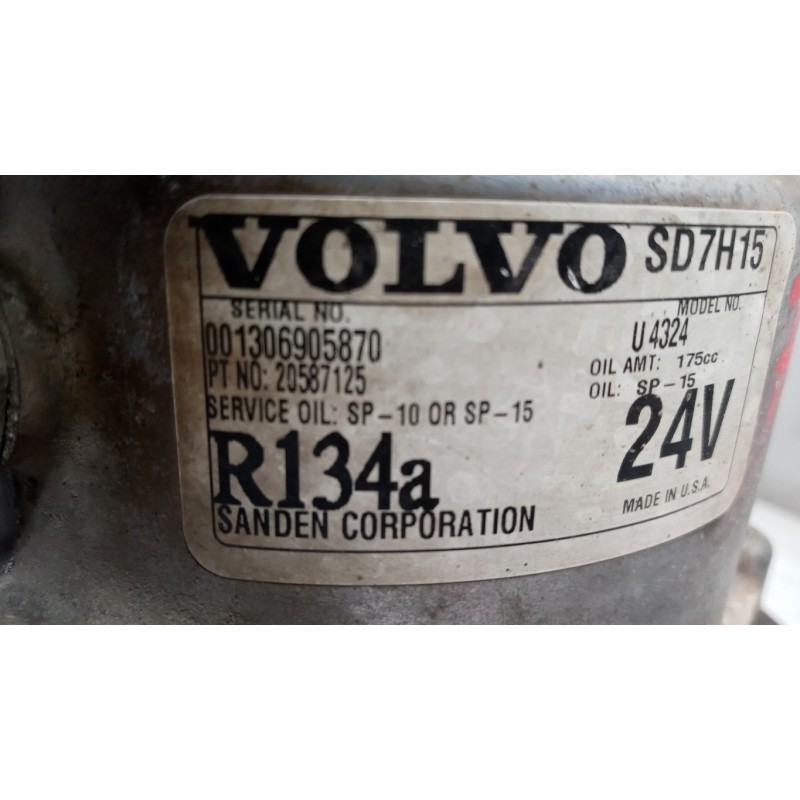 VOLVO SD7H15
SERIAL NO. MODEL NO.
001306905870 U4324
PT NO: 20587125 OIL AMT: 175cc
SERVICE OIL: SP-10 OR SP-15 OIL: SP-15
R134a 24V
SANDEN CORPORATION MADE IN U.S.A.